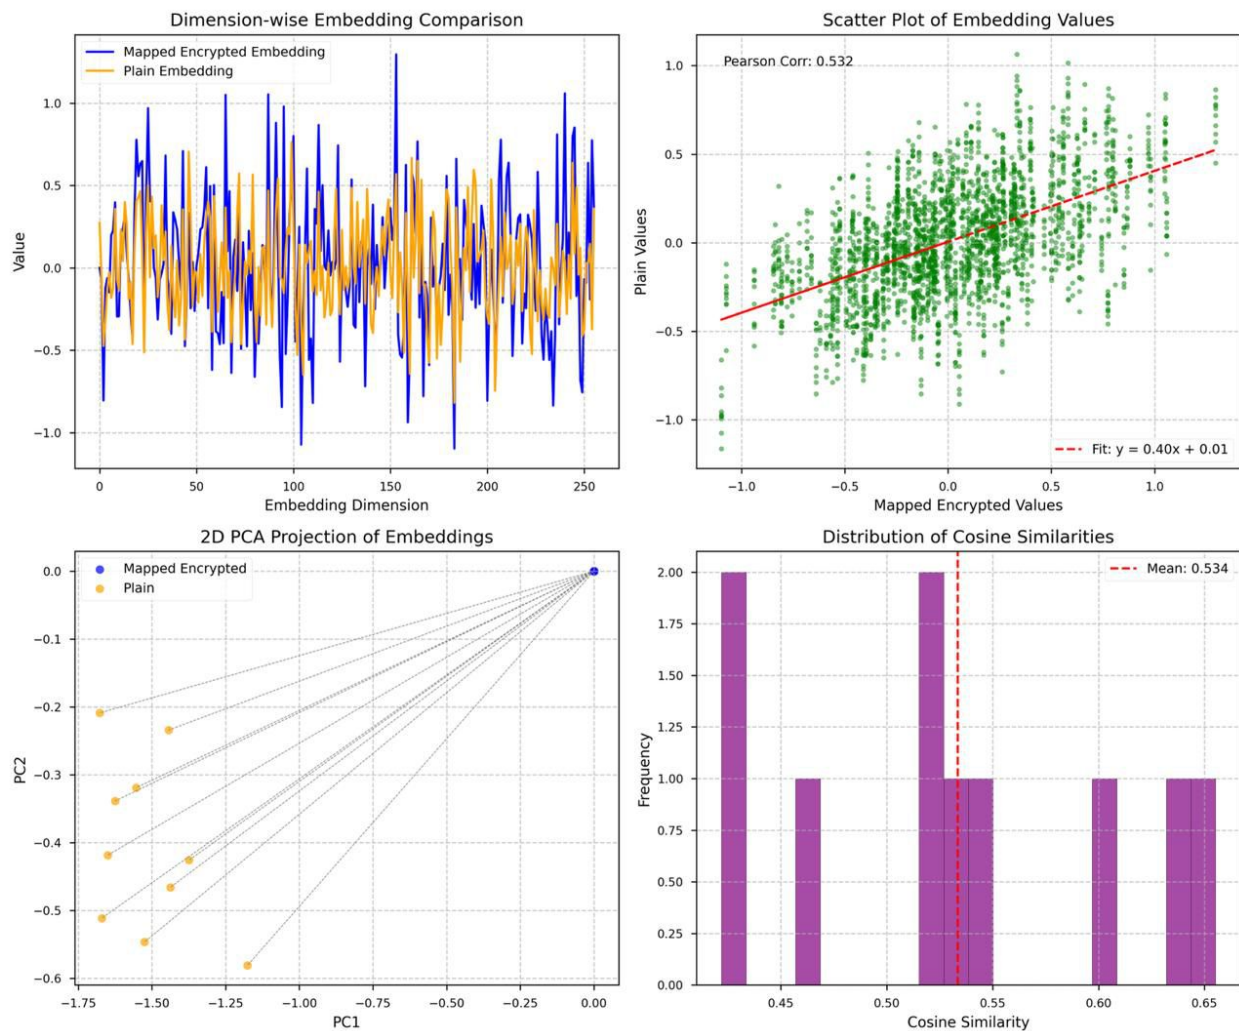 Dimension-wise Embedding Comparison
Mapped Encrypted Embedding
Plain Embedding
1.0
0.5
0.0
−0.5
−1.0
Value
0 50 100 150 200 250
Embedding Dimension
Scatter Plot of Embedding Values
Pearson Corr: 0.532
1.0
0.5
0.0
−0.5
−1.0
Plain Values
Fit: y = 0.40x + 0.01
−1.0 −0.5 0.0 0.5 1.0
Mapped Encrypted Values
2D PCA Projection of Embeddings
Mapped Encrypted
Plain
0.0
−0.1
−0.2
−0.3
−0.4
−0.5
−0.6
PC2
−1.75 −1.50 −1.25 −1.00 −0.75 −0.50 −0.25 0.00
PC1
Distribution of Cosine Similarities
Mean: 0.534
2.00
1.75
1.50
1.25
1.00
0.75
0.50
0.25
0.00
Frequency
0.45 0.50 0.55 0.60 0.65
Cosine Similarity